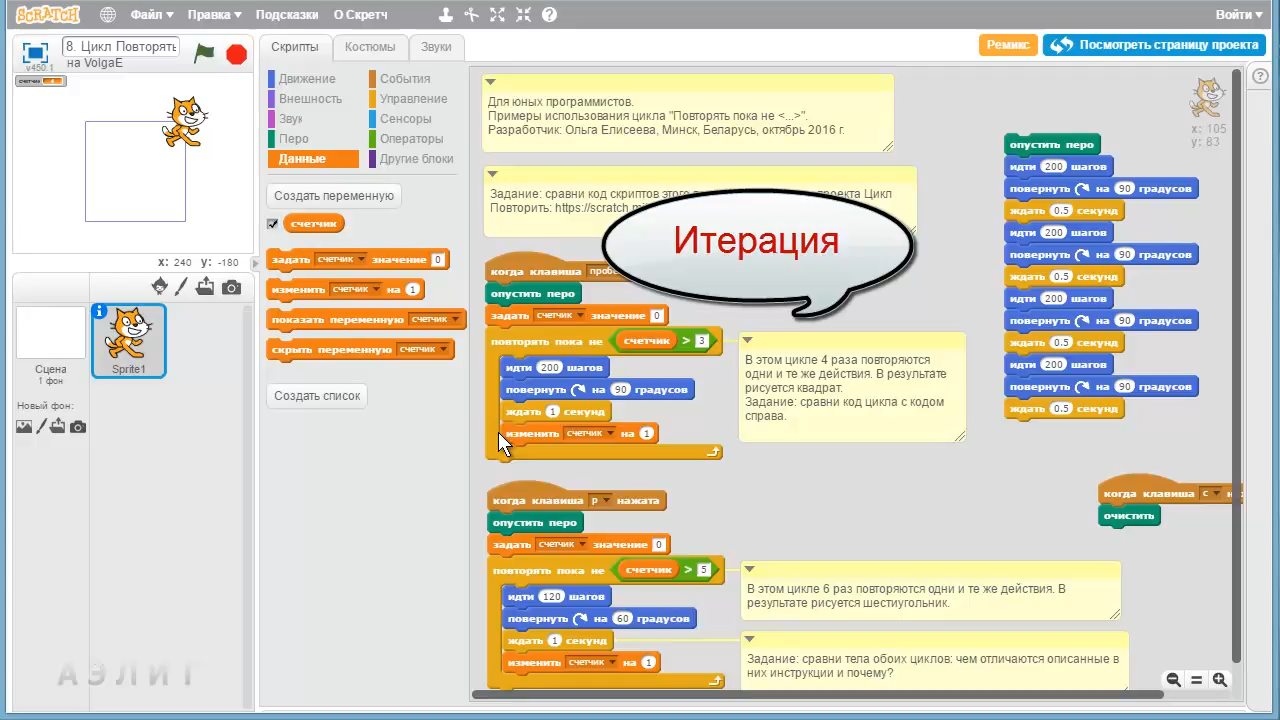 SCRATCH Файл Правка Подсказки О Скретч Войти
8. Цикл Повторять
на VolgaE
v450.1
Скрипты Костюмы Звуки
Ремикс Посмотреть страницу проекта
счетчик
Движение События
Внешность Управление
Звук Сенсоры
Перо Операторы
Данные Другие блоки
Создать переменную
счетчик
задать счетчик значение 0
изменить счетчик на 1
показать переменную счетчик
скрыть переменную счетчик
Создать список
x: 240 y: -180
Sprite1
Сцена
1 фон
Новый фон:
Для юных программистов.
Примеры использования цикла "Повторять пока не <...>".
Разработчик: Ольга Елисеева, Минск, Беларусь, октябрь 2016 г.
Задание: сравни код скриптов этого проекта Цикл
Повторить: https://scratch.m
Итерация
когда клавиша
опустить перо
задать счетчик значение 0
повторять пока не счетчик > 3
идти 200 шагов
повернуть на 90 градусов
ждать 1 секунд
изменить счетчик на 1
В этом цикле 4 раза повторяются
одни и те же действия. В результате
рисуется квадрат.
Задание: сравни код цикла с кодом
справа.
когда клавиша p нажата
опустить перо
задать счетчик значение 0
повторять пока не счетчик > 5
идти 120 шагов
повернуть на 60 градусов
ждать 1 секунд
изменить счетчик на 1
В этом цикле 6 раз повторяются одни и те же действия. В
результате рисуется шестиугольник.
Задание: сравни тела обоих циклов: чем отличаются описанные в
них инструкции и почему?
x: 105
y: 83
опустить перо
идти 200 шагов
повернуть на 90 градусов
ждать 0.5 секунд
идти 200 шагов
повернуть на 90 градусов
ждать 0.5 секунд
идти 200 шагов
повернуть на 90 градусов
ждать 0.5 секунд
идти 200 шагов
повернуть на 90 градусов
ждать 0.5 секунд
когда клавиша c
очистить
АЭЛИТ